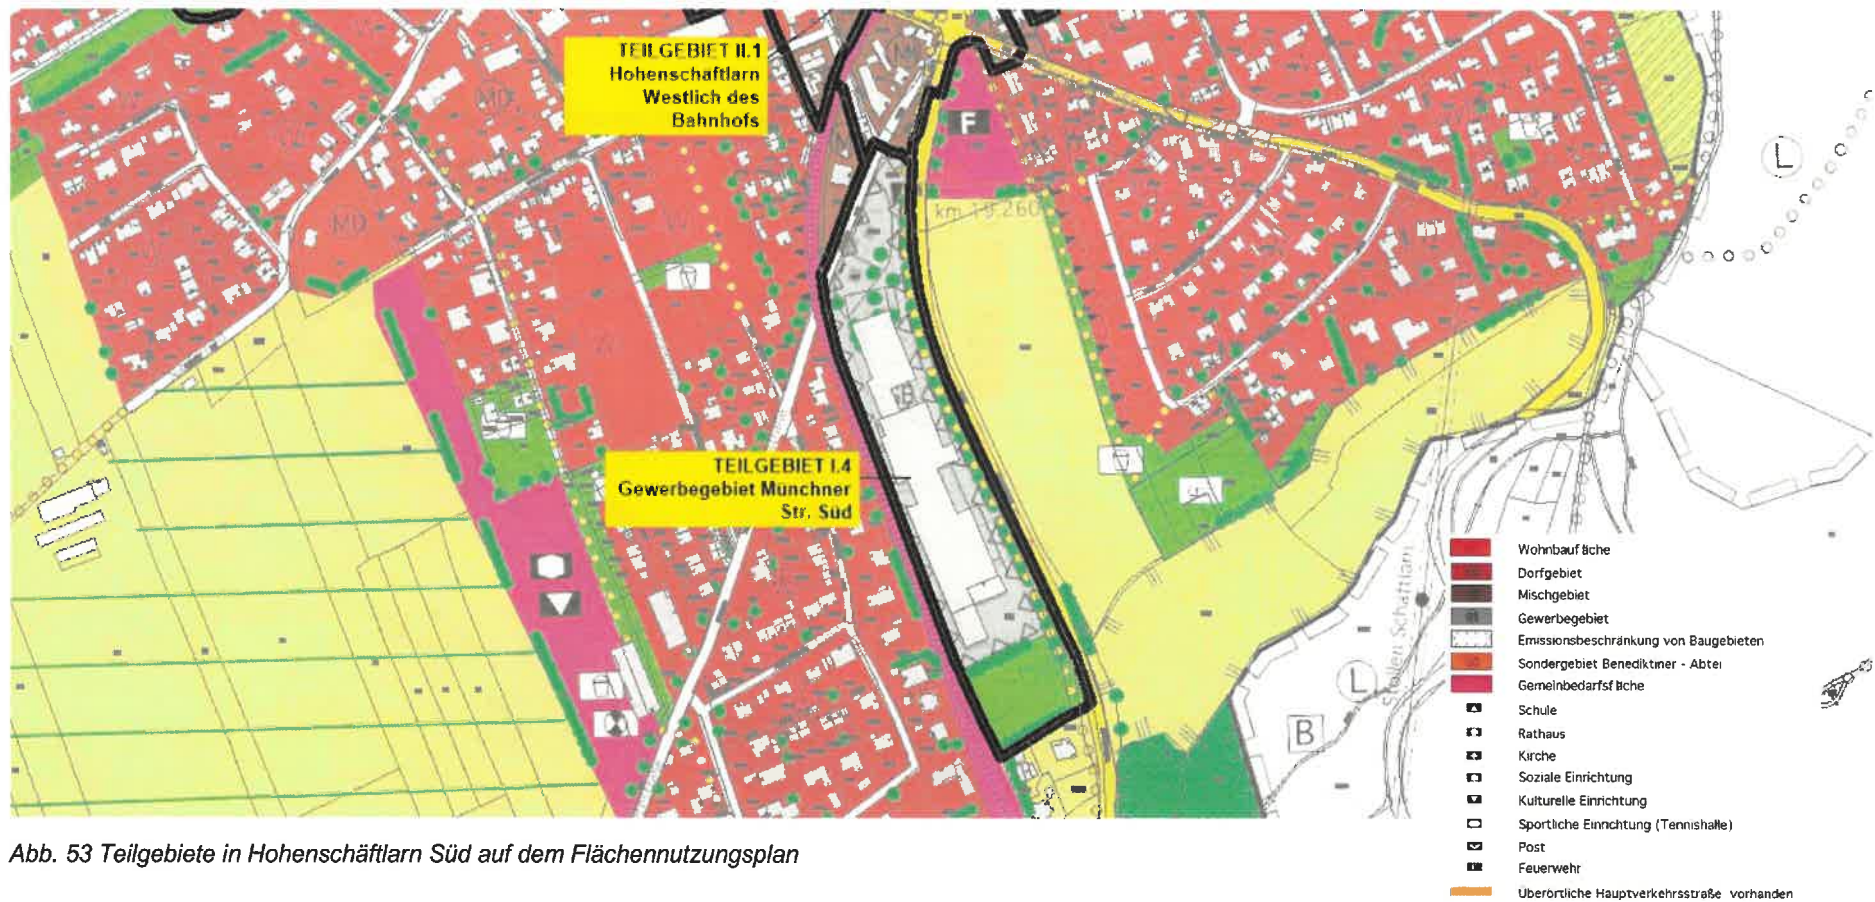 TEILGEBIET II.1
Hohenschäftlarn
Westlich des
Bahnhofs
MD
MD
W
W
F
km 19.260
L
TEILGEBIET I.4
Gewerbegebiet Münchner
Str. Süd
L
B
Wohnbaufläche
Dorfgebiet
Mischgebiet
Gewerbegebiet
Emissionsbeschränkung von Baugebieten
Sondergebiet Benediktiner - Abtei
Gemeinbedarfsfläche
Schule
Rathaus
Kirche
Soziale Einrichtung
Kulturelle Einrichtung
Sportliche Einrichtung (Tennishalle)
Post
Feuerwehr
Überörtliche Hauptverkehrsstraße vorhanden
Abb. 53 Teilgebiete in Hohenschäftlarn Süd auf dem Flächennutzungsplan